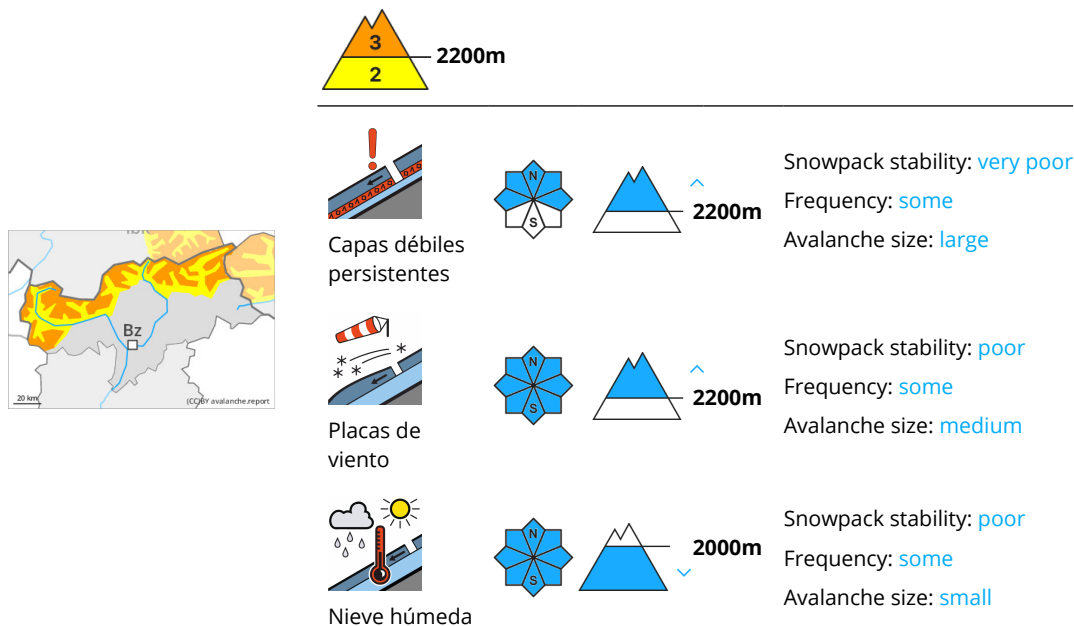 3
2200m
2
N
S
2200m
Snowpack stability: very poor
Frequency: some
Avalanche size: large
Capas débiles
persistentes
Bz
20 km
(CC)BY avalanche.report
N
S
2200m
Snowpack stability: poor
Frequency: some
Avalanche size: medium
Placas de
viento
N
S
2000m
Snowpack stability: poor
Frequency: some
Avalanche size: small
Nieve húmeda